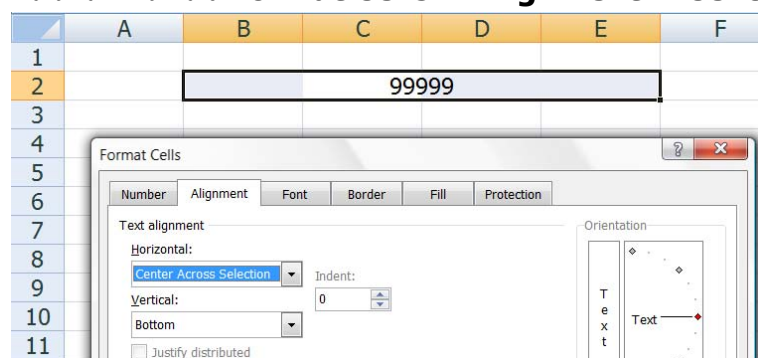 A B C D E F
1
2 99999
3
4
Format Cells
5
6 Number Alignment Font Border Fill Protection
7 Text alignment Orientation
8 Horizontal:
9 Center Across Selection Indent:
Vertical: 0
10 Bottom Text Text
11 Justify distributed